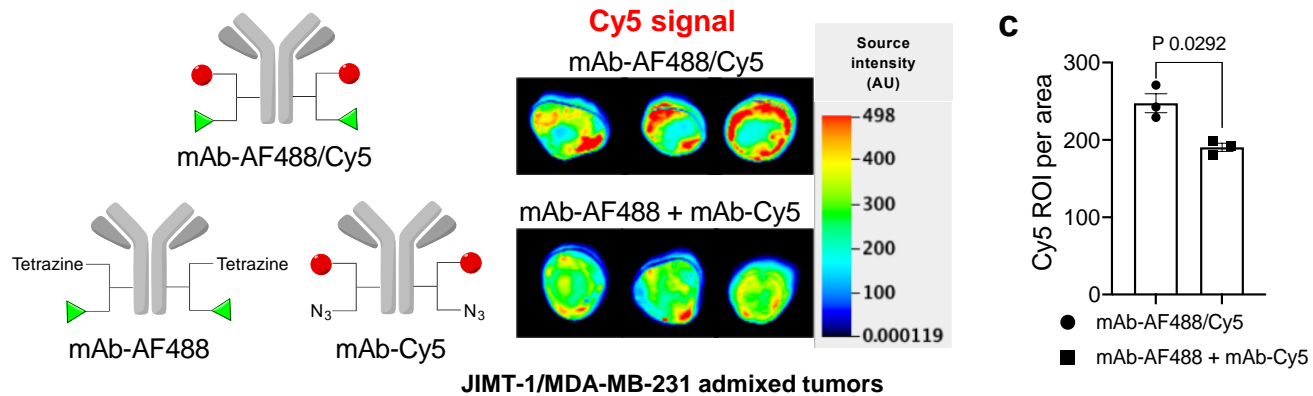 mAb-AF488/Cy5
Tetrazine
Tetrazine
N3
N3
mAb-AF488
mAb-Cy5
Cy5 signal
mAb-AF488/Cy5
mAb-AF488 + mAb-Cy5
Source
intensity
(AU)
498
400
300
200
100
0.000119
JIMT-1/MDA-MB-231 admixed tumors
c
P 0.0292
Cy5 ROI per area
300
200
100
0
mAb-AF488/Cy5
mAb-AF488 + mAb-Cy5